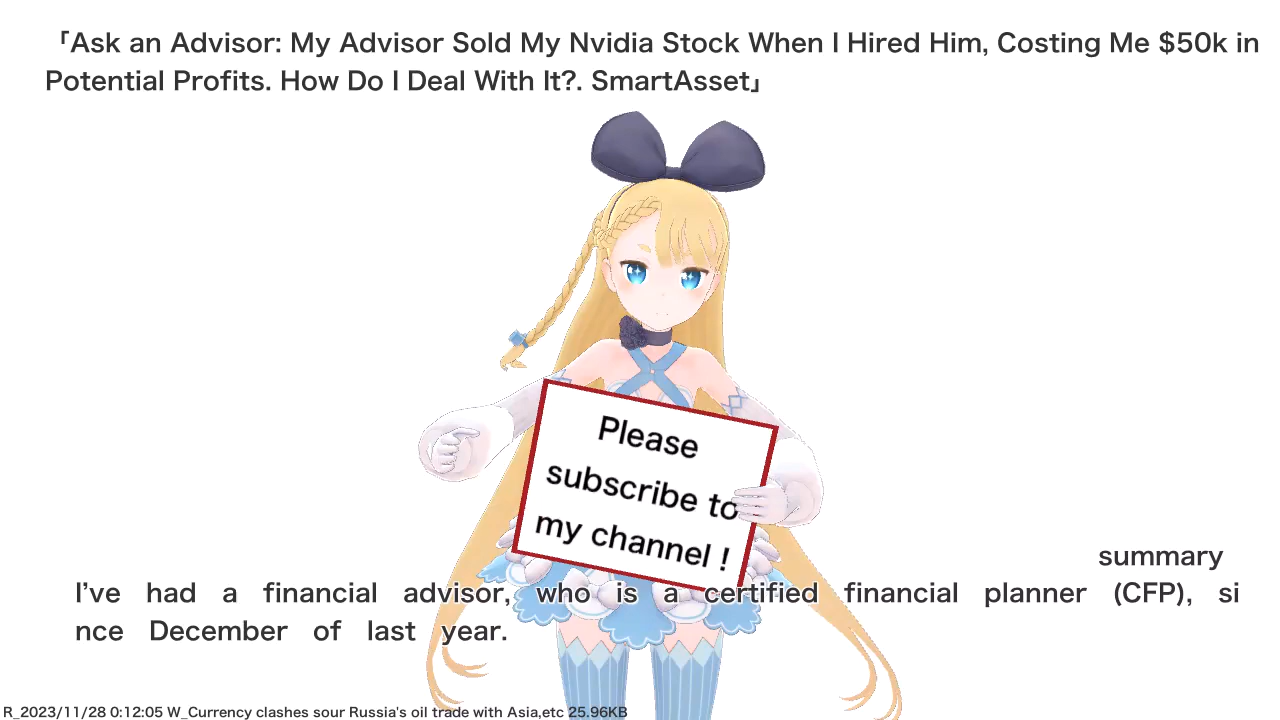 「Ask an Advisor: My Advisor Sold My Nvidia Stock When I Hired Him, Costing Me $50k in
Potential Profits. How Do I Deal With It?. SmartAsset」
Please
subscribe to
my channel !
summary
I’ve had a financial advisor, who is a certified financial planner (CFP), si
nce December of last year.
R_2023/11/28 0:12:05 W_Currency clashes sour Russia's oil trade with Asia,etc 25.96KB